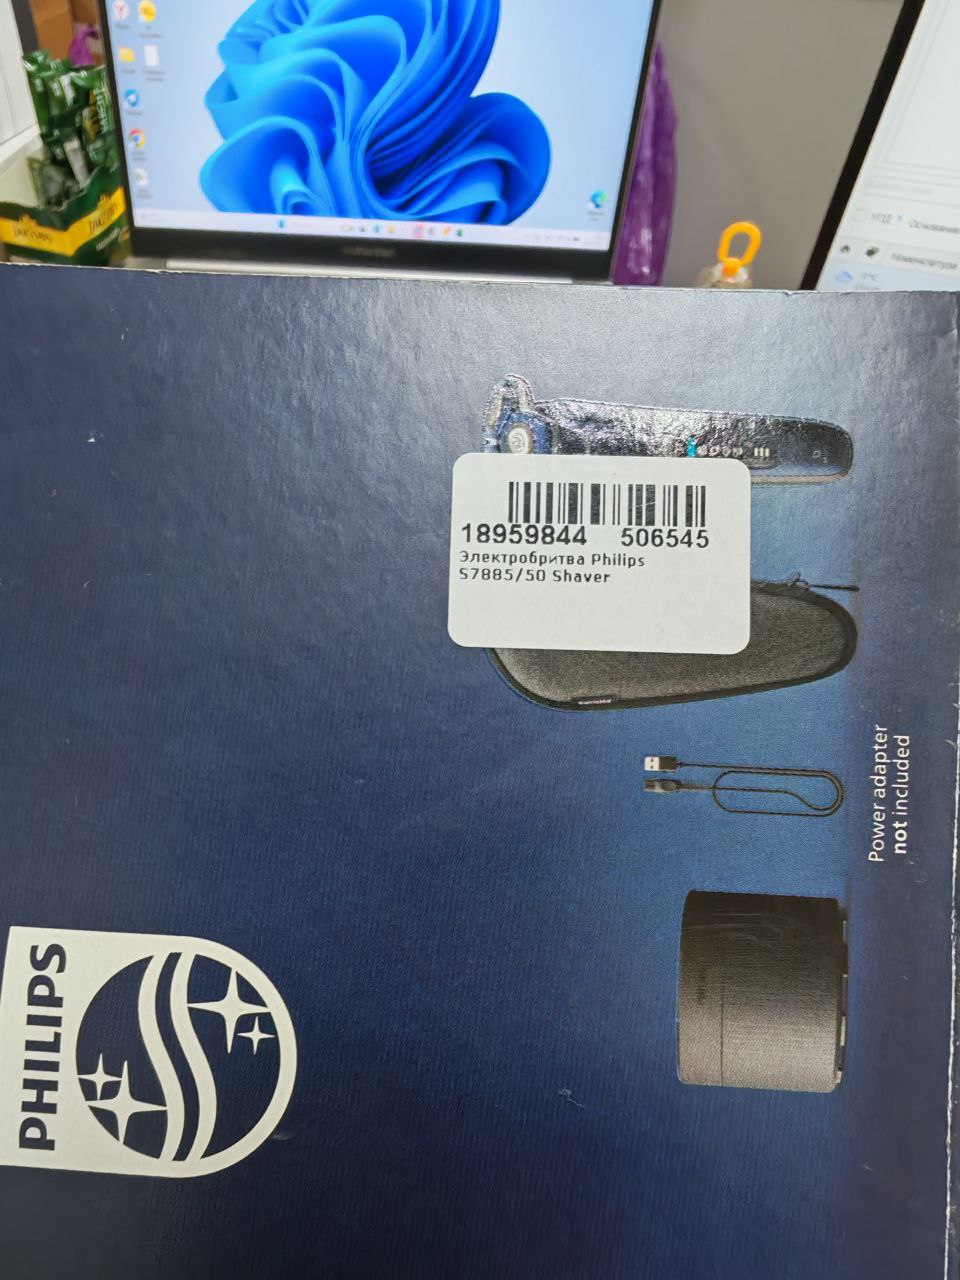 18959844 506545
Электробритва Philips
S7885/50 Shaver
Power adapter
not included
PHILIPS